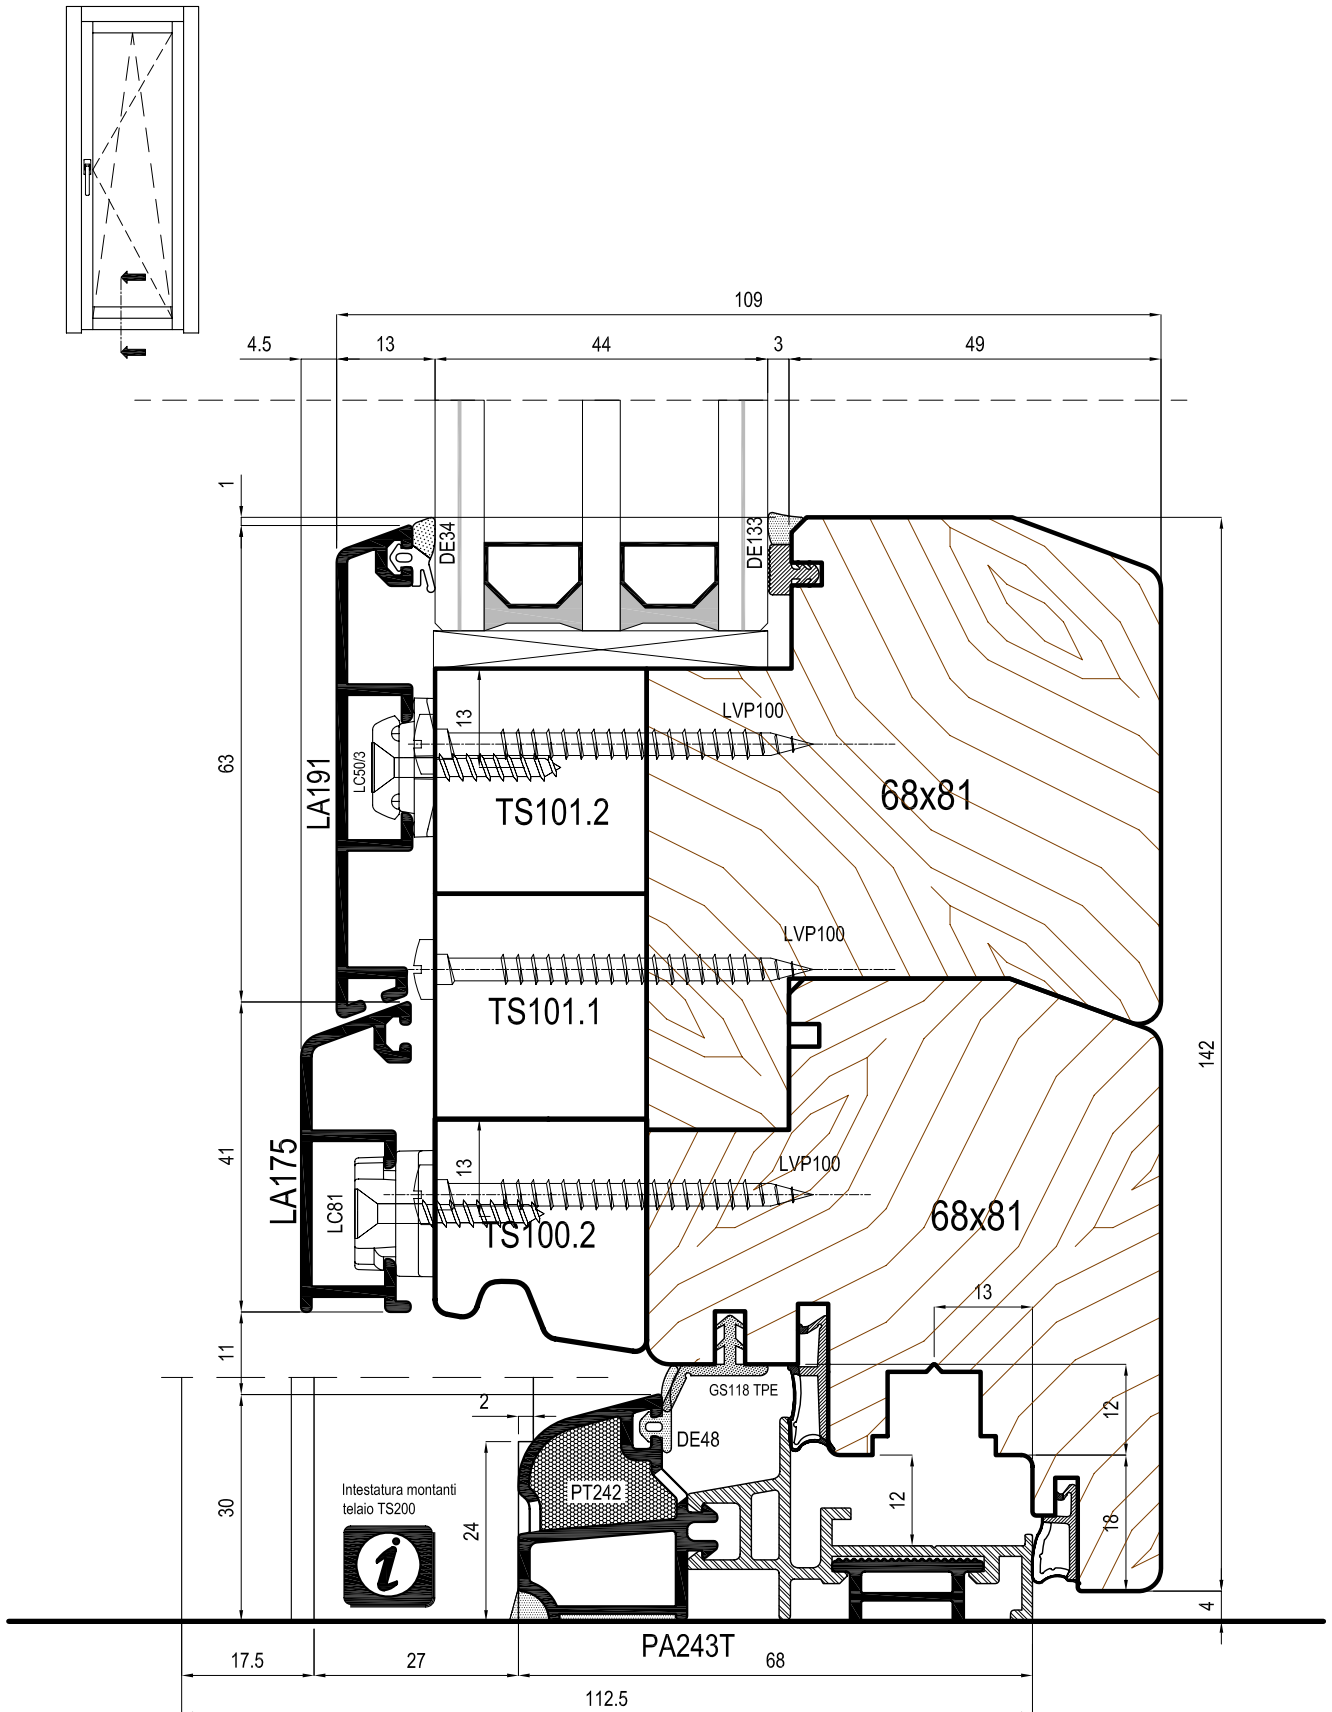 109
4.5
13
44
3
49
1
DE34
DE133
LVP100
13
63
LA191
LC50/3
TS101.2
68x81
LVP100
TS101.1
142
41
LA175
LC81
13
LVP100
TS100.2
68x81
13
11
GS118 TPE
2
12
DE48
PT242
Intestatura montanti
telaio TS200
i
30
24
12
18
4
PA243T
17.5
27
68
112.5